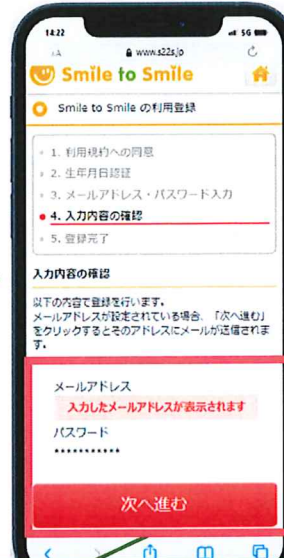 14:22
5G
www.s22s.jp
Smile to Smile
Smile to Smile の利用登録
1. 利用規約への同意
2. 生年月日認証
3. メールアドレス・パスワード入力
4. 入力内容の確認
5. 登録完了
入力内容の確認
以下の内容で登録を行います。
メールアドレスが設定されている場合、「次へ進む」
をクリックするとそのアドレスにメールが送信されま
す。
メールアドレス
入力したメールアドレスが表示されます
パスワード
***********
次へ進む